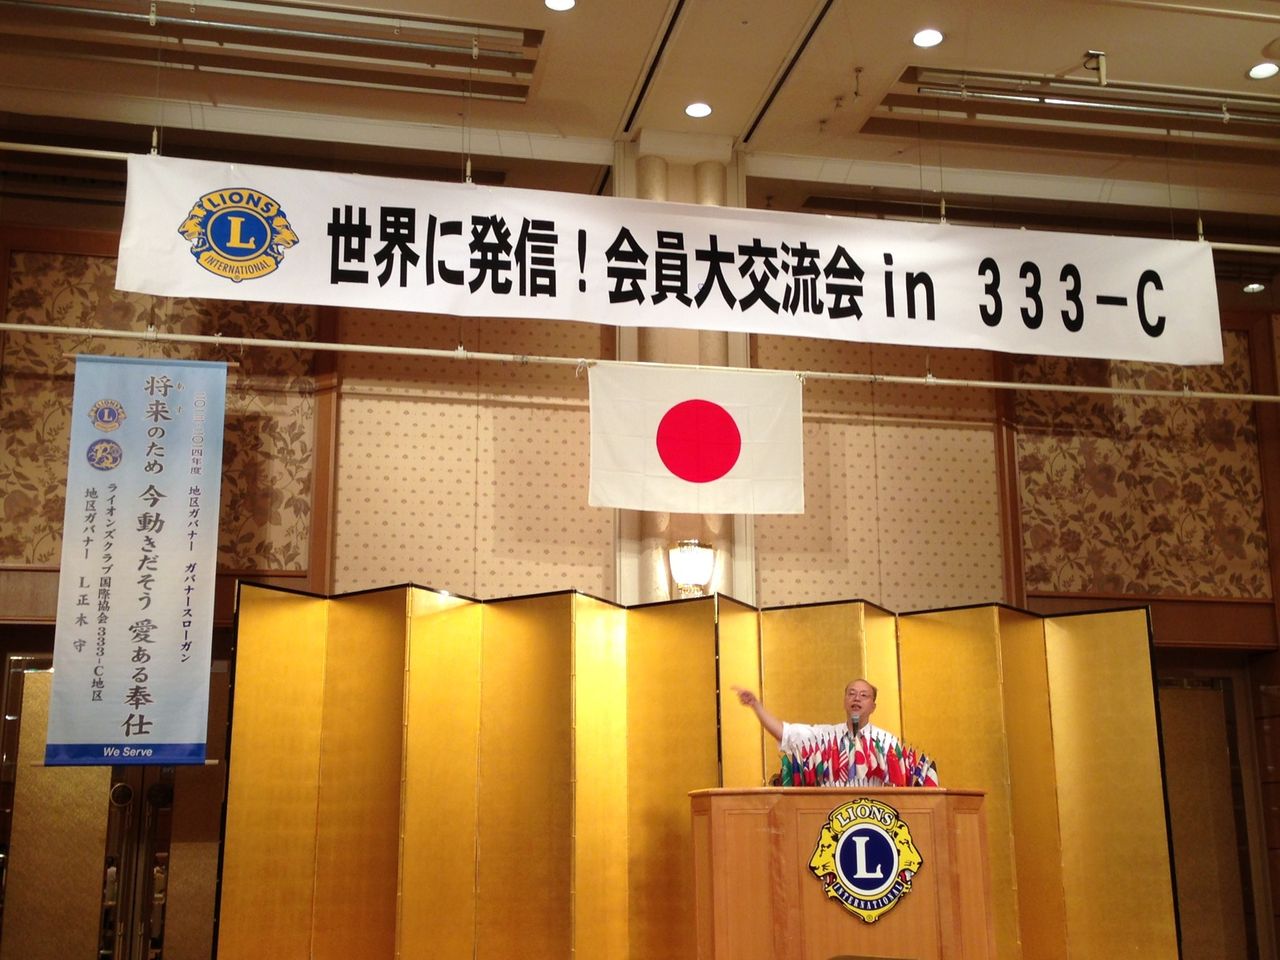 LIONS
L
INTERNATIONAL
世界に発信！会員大交流会 in ３３３－C
二〇一三-二〇一四年度 地区ガバナー ガバナースローガン
将来のため 今動きだそう 愛ある奉仕
ライオンズクラブ国際協会333-C地区
地区ガバナー L 正木 守
We Serve
LIONS
L
INTERNATIONAL